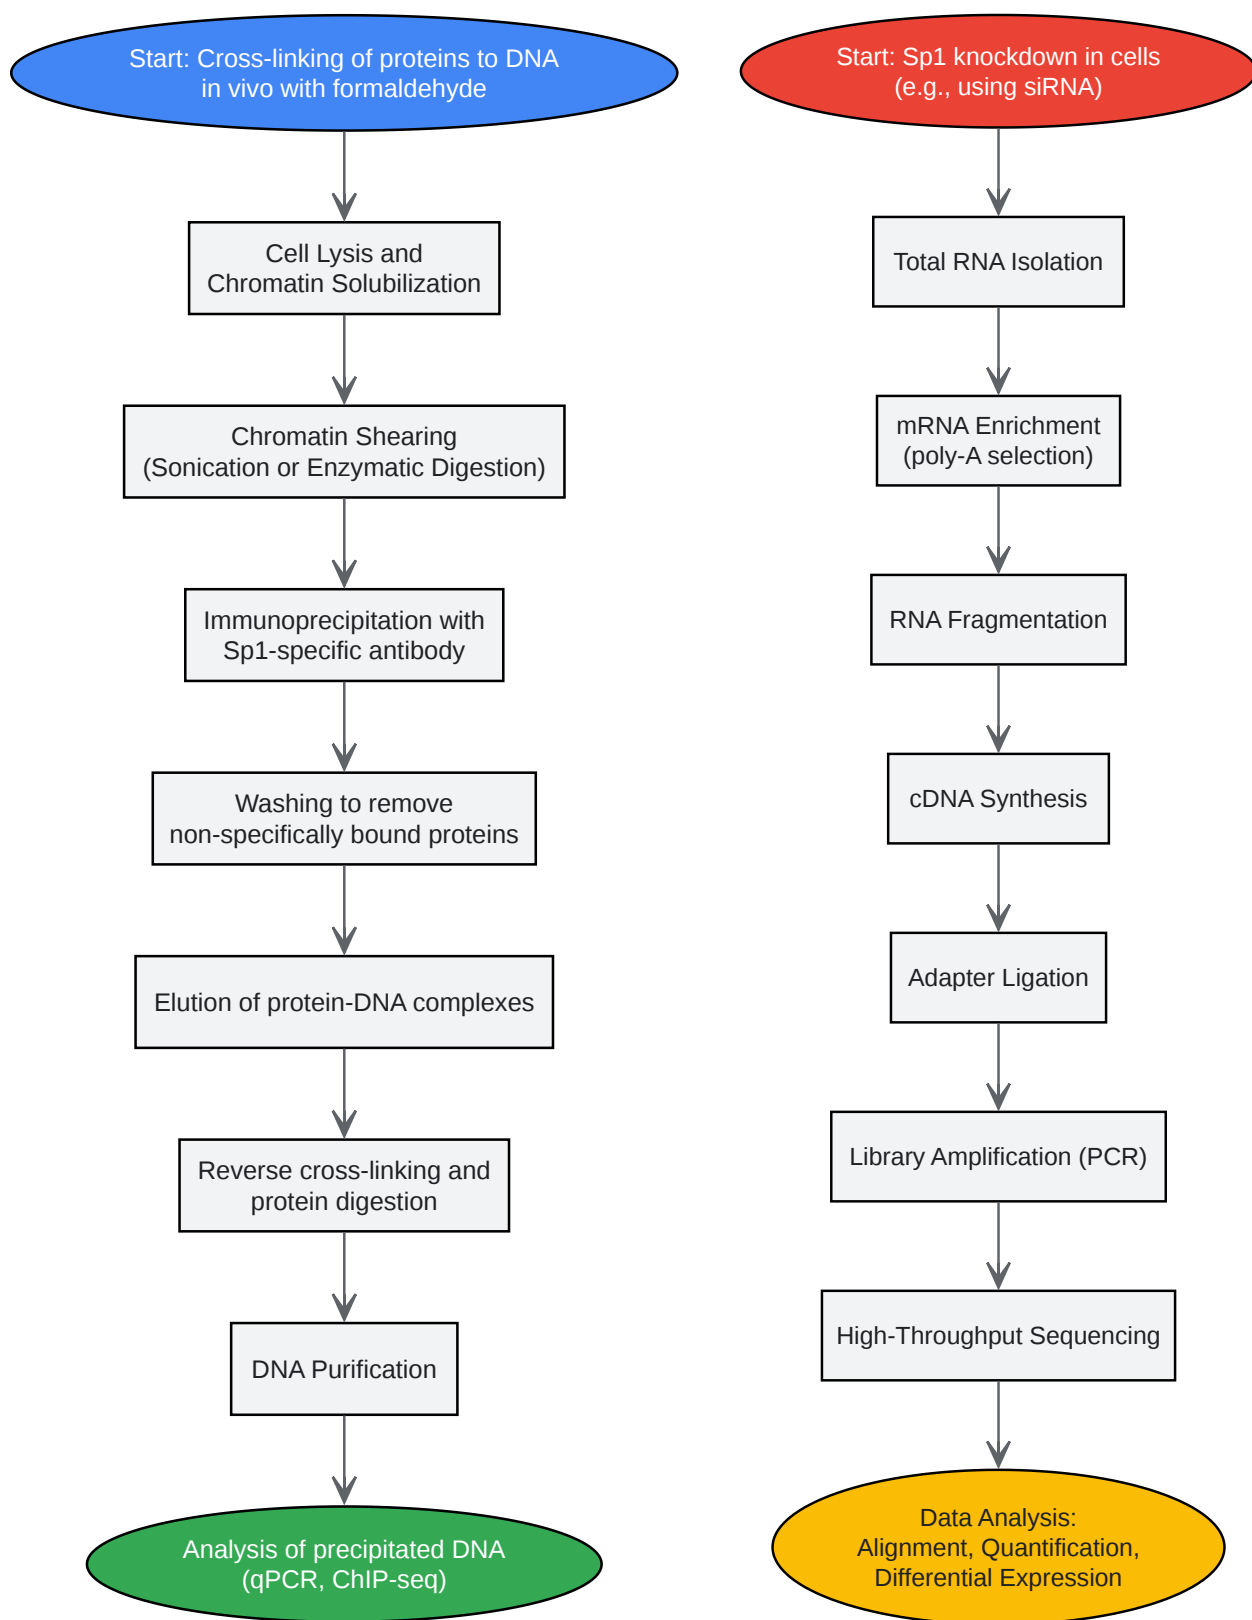 Start: Cross-linking of proteins to DNA
in vivo with formaldehyde
Cell Lysis and
Chromatin Solubilization
Chromatin Shearing
(Sonication or Enzymatic Digestion)
Immunoprecipitation with
Sp1-specific antibody
Washing to remove
non-specifically bound proteins
Elution of protein-DNA complexes
Reverse cross-linking and
protein digestion
DNA Purification
Analysis of precipitated DNA
(qPCR, ChIP-seq)
Start: Sp1 knockdown in cells
(e.g., using siRNA)
Total RNA Isolation
mRNA Enrichment
(poly-A selection)
RNA Fragmentation
cDNA Synthesis
Adapter Ligation
Library Amplification (PCR)
High-Throughput Sequencing
Data Analysis:
Alignment, Quantification,
Differential Expression